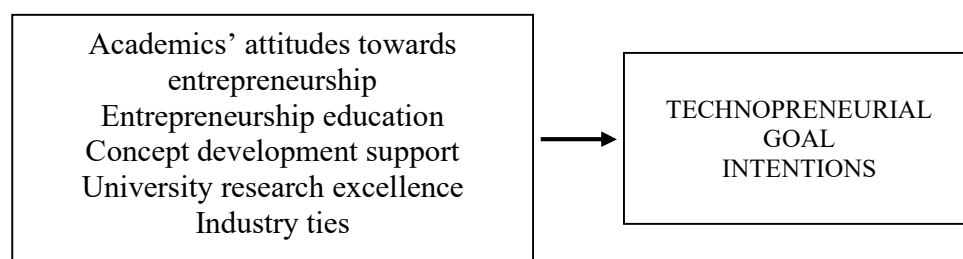 Academics’ attitudes towards
entrepreneurship
Entrepreneurship education
Concept development support
University research excellence
Industry ties
TECHNOPRENEURIAL
GOAL
INTENTIONS